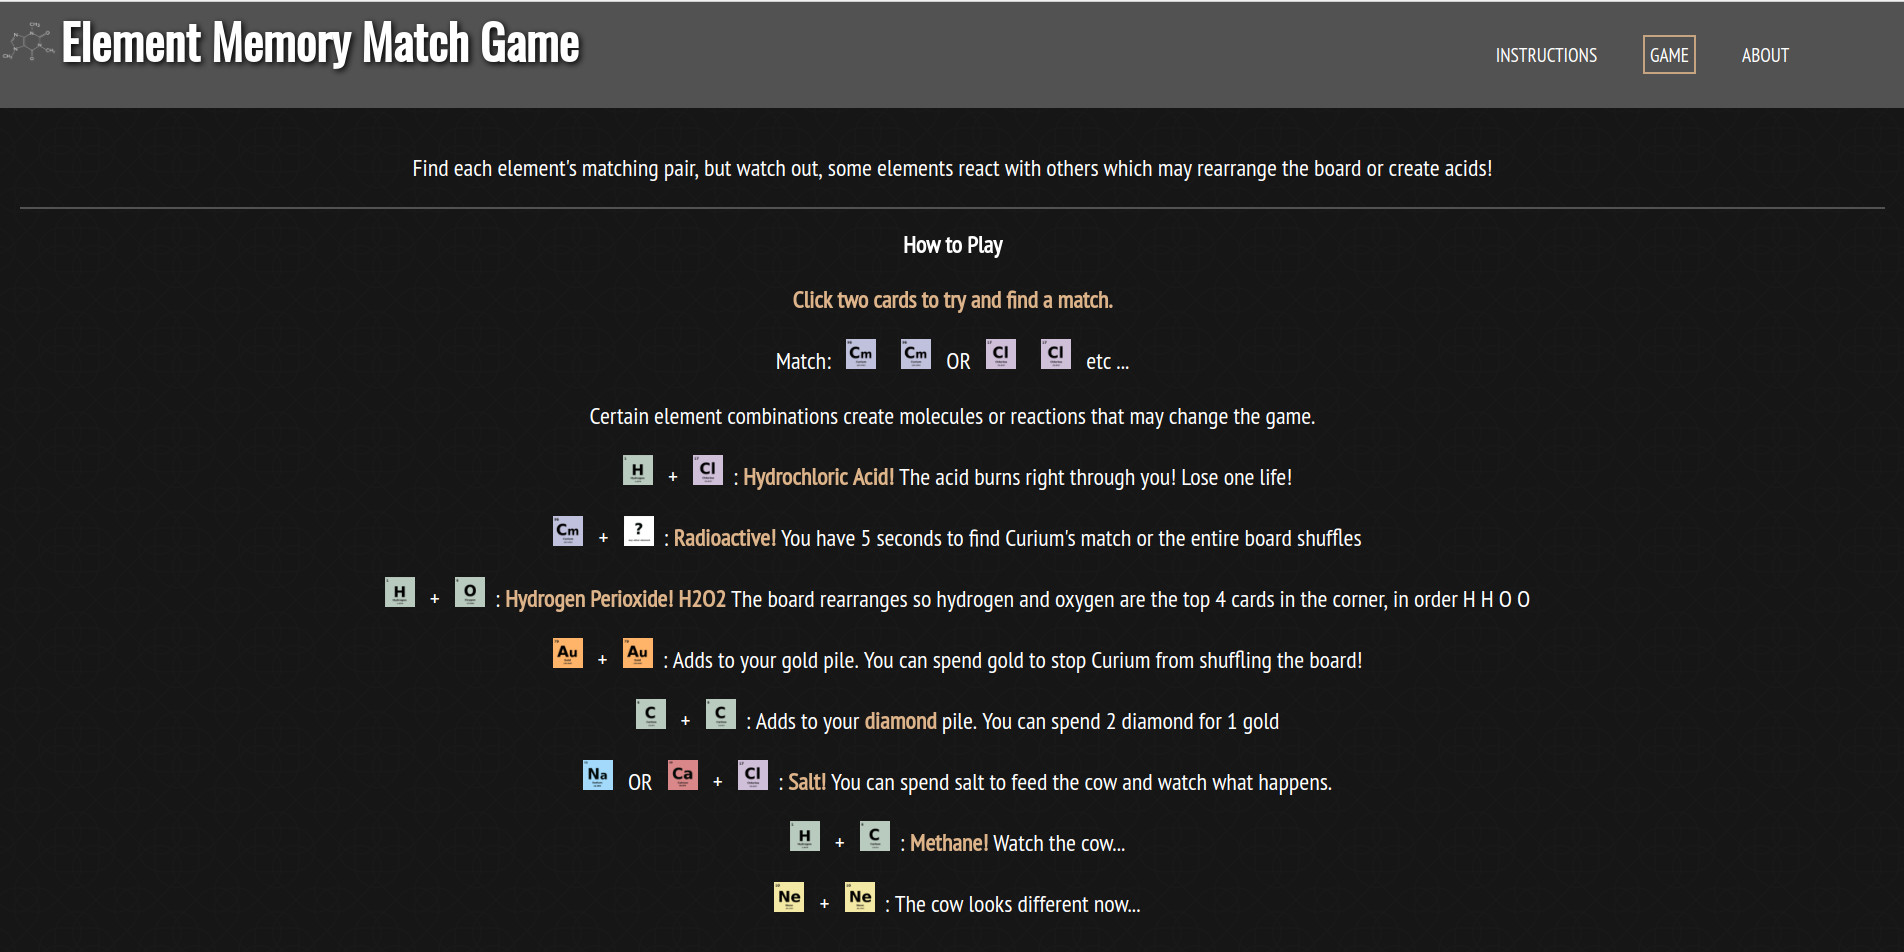 Element Memory Match Game
INSTRUCTIONS GAME ABOUT
Find each element's matching pair, but watch out, some elements react with others which may rearrange the board or create acids!
How to Play
Click two cards to try and find a match.
Match: Cm Cm OR Cl Cl etc ...
Certain element combinations create molecules or reactions that may change the game.
H + Cl : Hydrochloric Acid! The acid burns right through you! Lose one life!
Cm + ? : Radioactive! You have 5 seconds to find Curium's match or the entire board shuffles
H + O : Hydrogen Perioxide! H2O2 The board rearranges so hydrogen and oxygen are the top 4 cards in the corner, in order H H O O
Au + Au : Adds to your gold pile. You can spend gold to stop Curium from shuffling the board!
C + C : Adds to your diamond pile. You can spend 2 diamond for 1 gold
Na OR Ca + Cl : Salt! You can spend salt to feed the cow and watch what happens.
H + C : Methane! Watch the cow...
Ne + Ne : The cow looks different now...